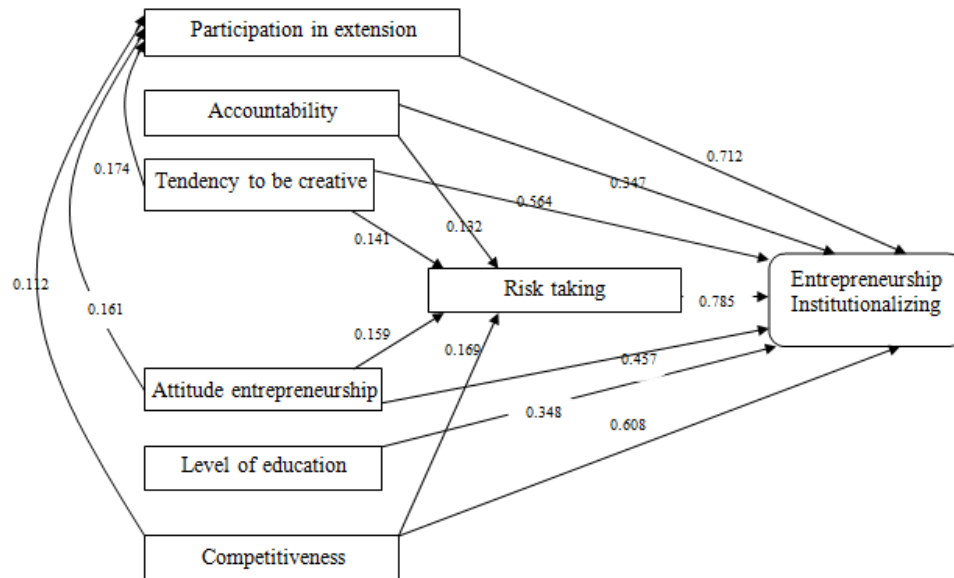 Participation in extension
Accountability
0.712
0.174
Tendency to be creative
0.347
0.564
0.132
0.141
Entrepreneurship
Institutionalizing
Risk taking
0.112
0.785
0.161
0.159
0.169
0.457
Attitude entrepreneurship
0.348
0.608
Level of education
Competitiveness